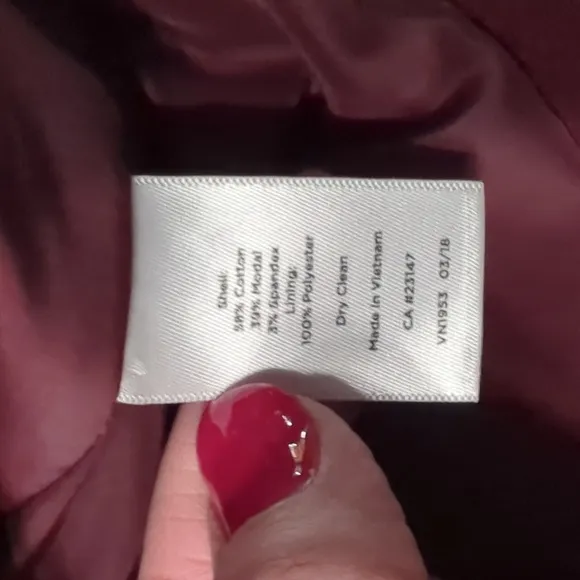 Shell:
58% Cotton
39% Modal
3% Spandex
Lining:
100% Polyester
Dry Clean
Made in Vietnam
CA #23147
VN1953 03/18